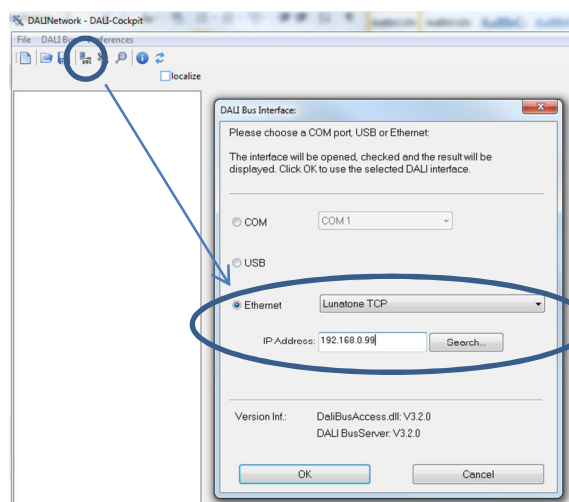 DALINetwork - DALI-Cockpit
File DALI Bus Preferences
localize
DALI Bus Interface:
Please choose a COM port, USB or Ethernet:
The interface will be opened, checked and the result will be
displayed. Click OK to use the selected DALI interface.
COM COM 1
USB
Ethernet Lunatone TCP
IP Address: 192.168.0.99 Search...
Version Inf.: DaliBusAccess.dll: V3.2.0
DALI BusServer: V3.2.0
OK Cancel